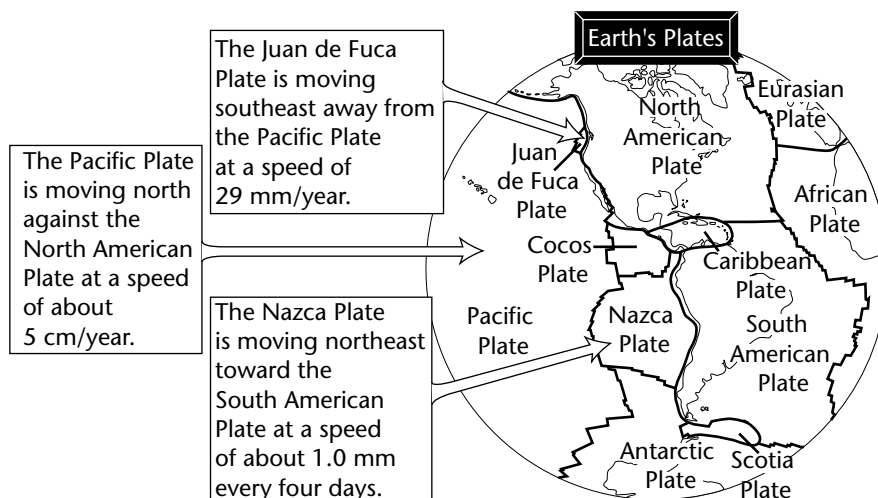 Earth's Plates
The Juan de Fuca
Plate is moving
southeast away from
the Pacific Plate
at a speed of
29 mm/year.
The Pacific Plate
is moving north
against the
North American
Plate at a speed
of about
5 cm/year.
The Nazca Plate
is moving northeast
toward the
South American
Plate at a speed
of about 1.0 mm
every four days.
North
American
Plate
Eurasian
Plate
Juan
de Fuca
Plate
African
Plate
Cocos
Plate
Caribbean
Plate
Pacific
Plate
Nazca
Plate
South
American
Plate
Antarctic
Plate
Scotia
Plate